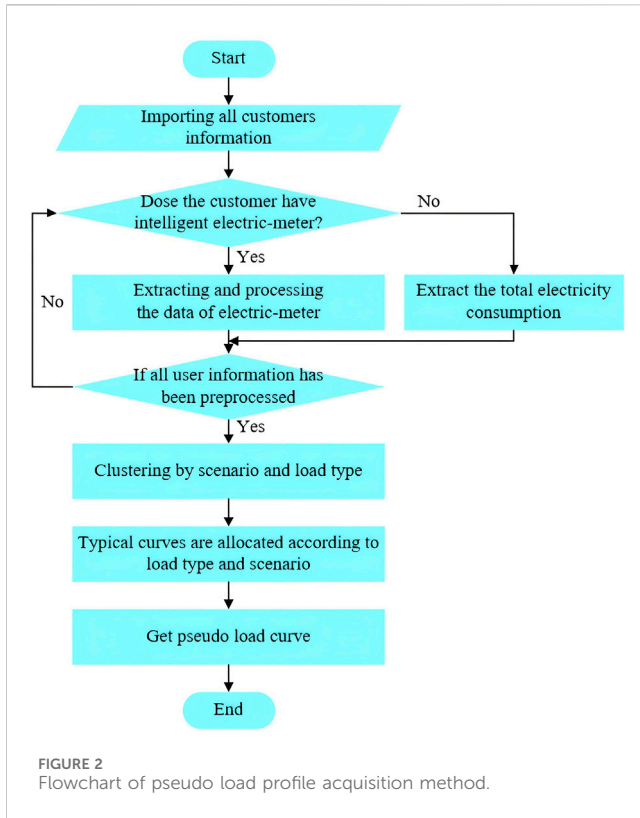 Start
Importing all customers
information
Dose the customer have
intelligent electric-meter?
No
Yes
No
Extracting and processing
the data of electric-meter
Extract the total electricity
consumption
If all user information has
been preprocessed
Yes
Clustering by scenario and load type
Typical curves are allocated according to
load type and scenario
Get pseudo load curve
End
FIGURE 2
Flowchart of pseudo load profile acquisition method.